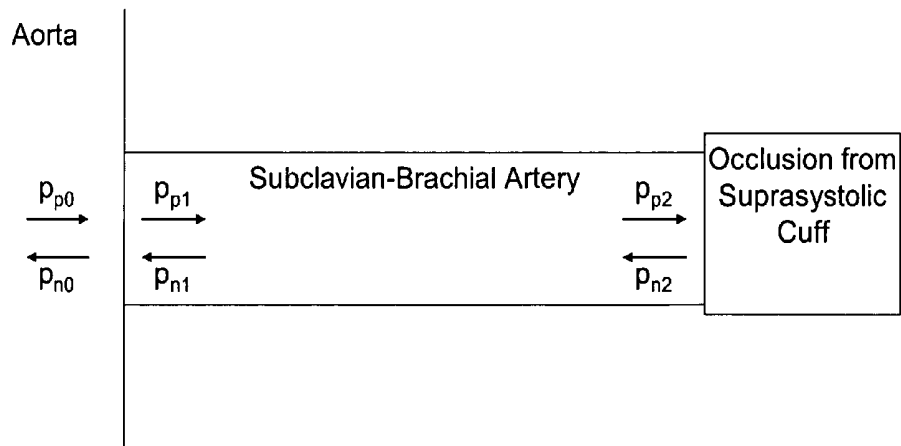 Aorta
Subclavian-Brachial Artery
Occlusion from
Suprasystolic
Cuff
pp0
pp1
pp2
pn0
pn1
pn2